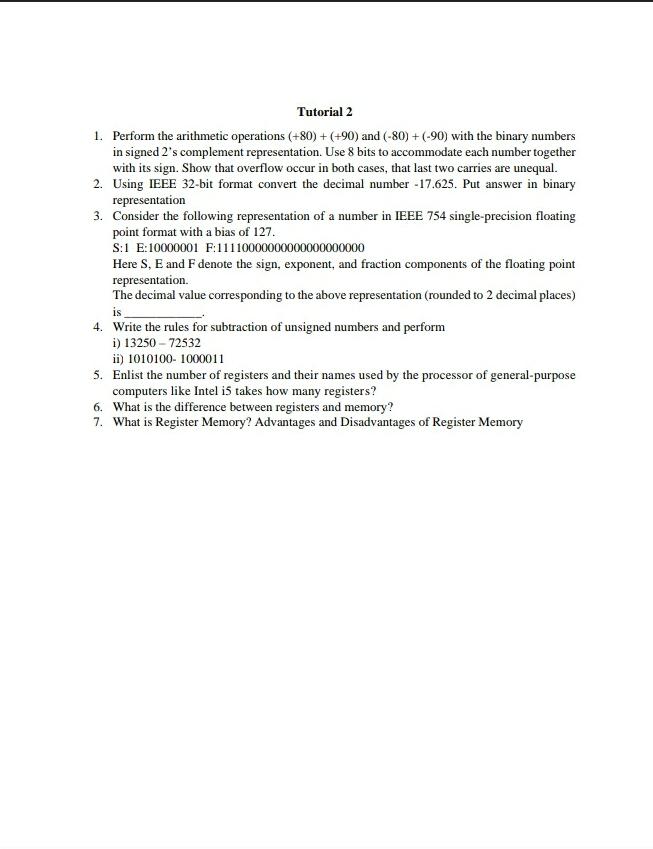 Tutorial 2
1. Perform the arithmetic operations (+80) + (+90) and (-80) + (-90) with the binary numbers
in signed 2's complement representation. Use 8 bits to accommodate each number together
with its sign. Show that overflow occur in both cases, that last two carries are unequal.
2. Using IEEE 32-bit format convert the decimal number -17.625. Put answer in binary
representation
3. Consider the following representation of a number in IEEE 754 single-precision floating
point format with a bias of 127.
S:1 E:10000001 F:11110000000000000000000
Here S, E and F denote the sign, exponent, and fraction components of the floating point
representation.
The decimal value corresponding to the above representation (rounded to 2 decimal places)
is ____________.
4. Write the rules for subtraction of unsigned numbers and perform
i) 13250 – 72532
ii) 1010100- 1000011
5. Enlist the number of registers and their names used by the processor of general-purpose
computers like Intel i5 takes how many registers?
6. What is the difference between registers and memory?
7. What is Register Memory? Advantages and Disadvantages of Register Memory